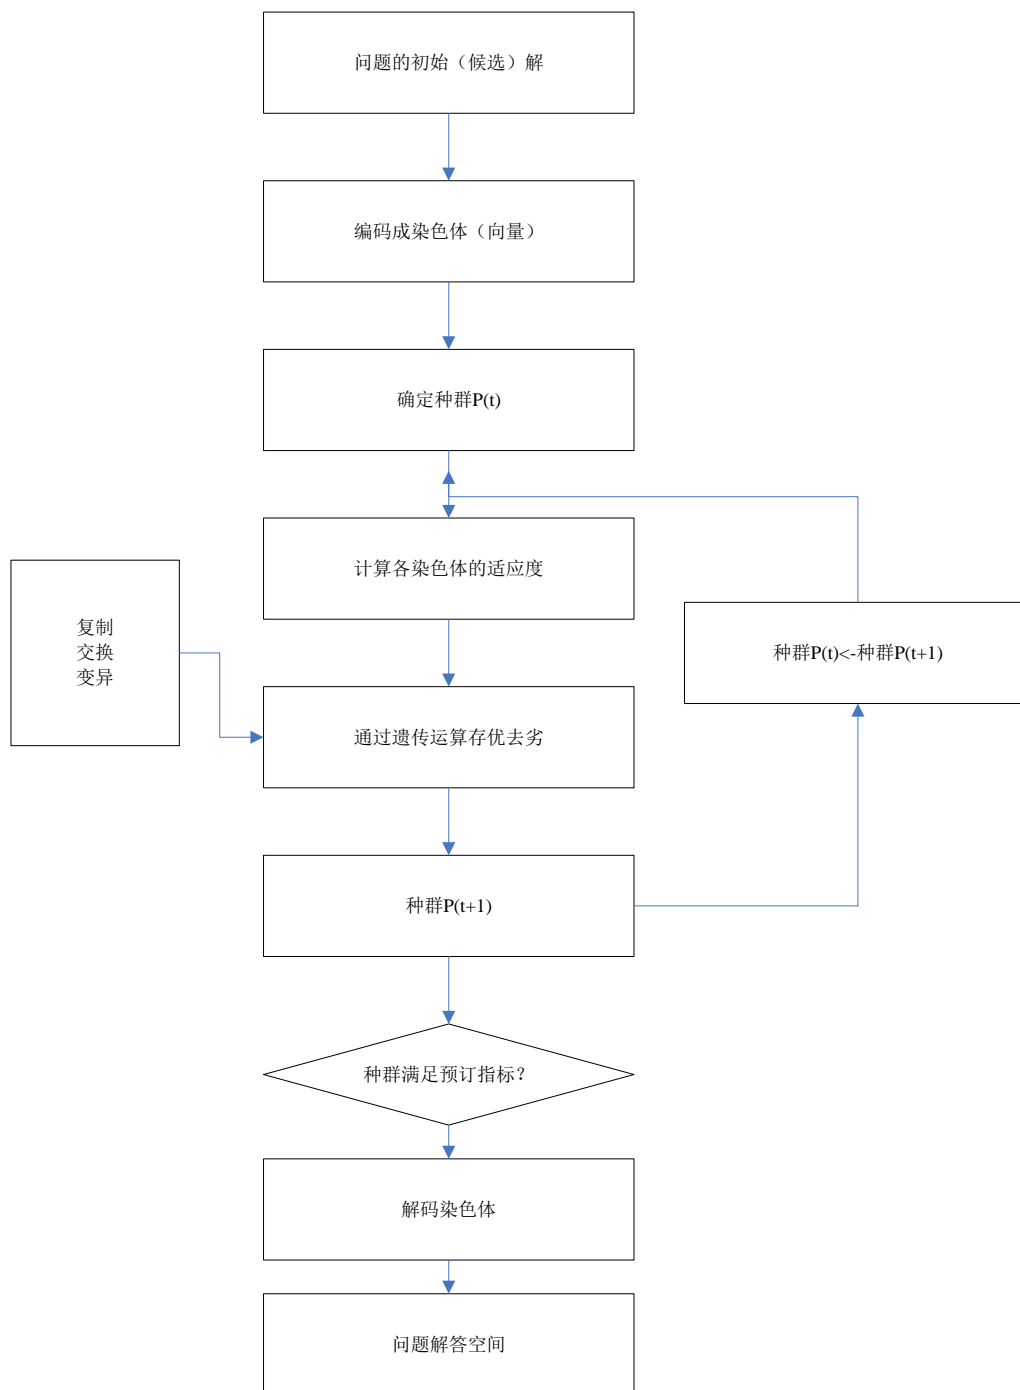 问题的初始（候选）解
编码成染色体（向量）
确定种群P(t)
计算各染色体的适应度
复制
交换
变异
种群P(t)<-种群P(t+1)
通过遗传运算存优去劣
种群P(t+1)
种群满足预订指标？
解码染色体
问题解答空间